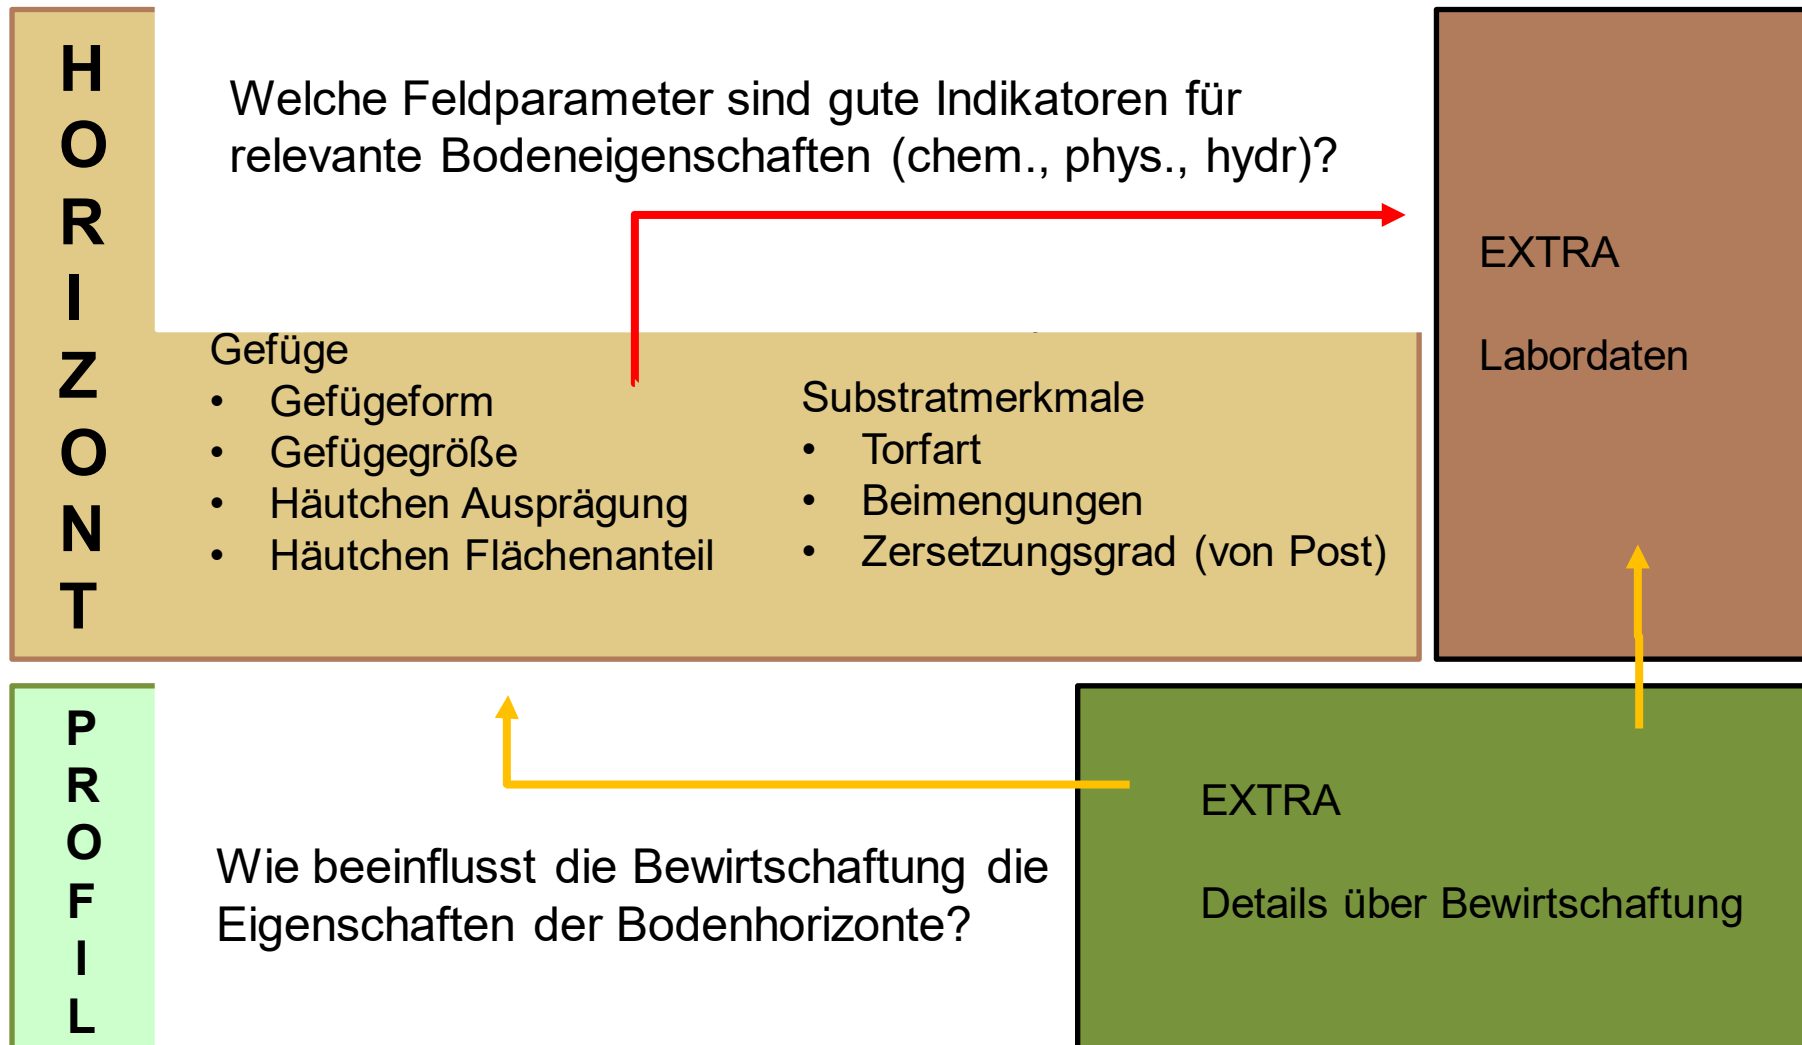 HORIZONT
Welche Feldparameter sind gute Indikatoren für
relevante Bodeneigenschaften (chem., phys., hydr)?
Gefüge
• Gefügeform
• Gefügegröße
• Häutchen Ausprägung
• Häutchen Flächenanteil
Substratmerkmale
• Torfart
• Beimengungen
• Zersetzungsgrad (von Post)
EXTRA
Labordaten
PROFIL
Wie beeinflusst die Bewirtschaftung die
Eigenschaften der Bodenhorizonte?
EXTRA
Details über Bewirtschaftung